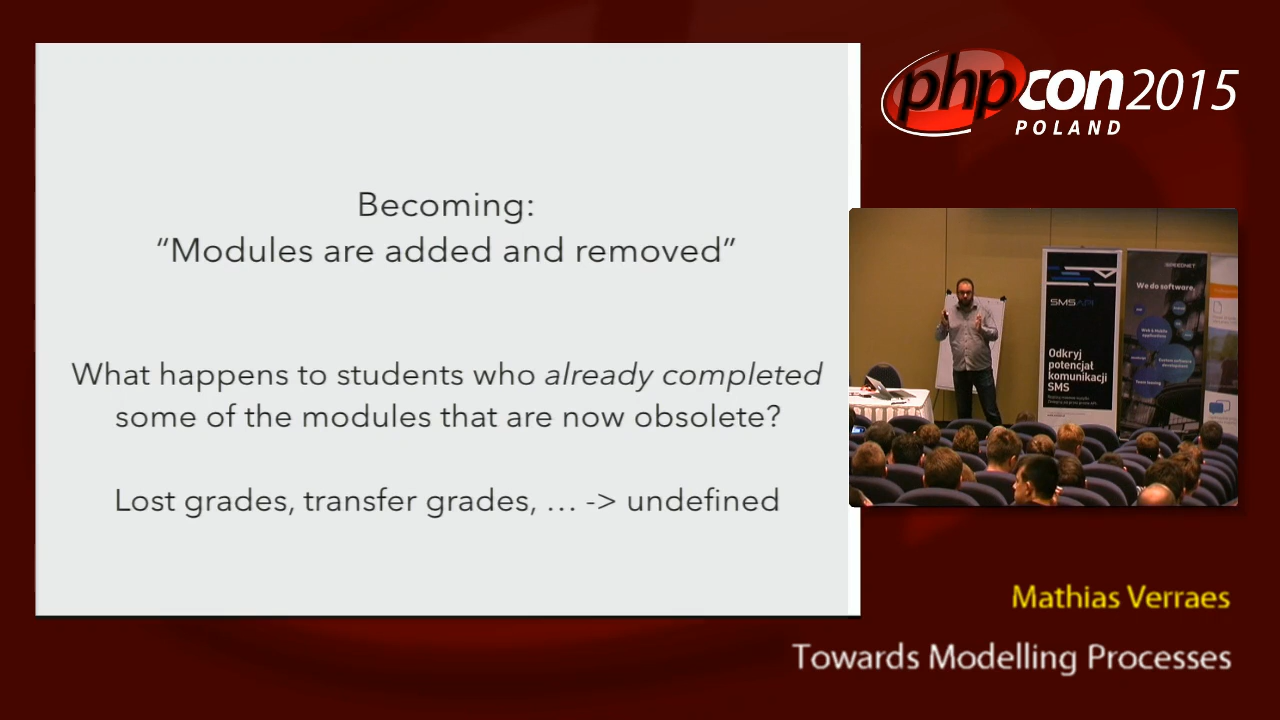 Becoming:
“Modules are added and removed”
What happens to students who already completed
some of the modules that are now obsolete?
Lost grades, transfer grades, … -> undefined
phpcon2015
POLAND
SMSAPI
Odkryj
potencjał
komunikacji
SMS
SPEEDNET
We do software.
Mathias Verraes
Towards Modelling Processes